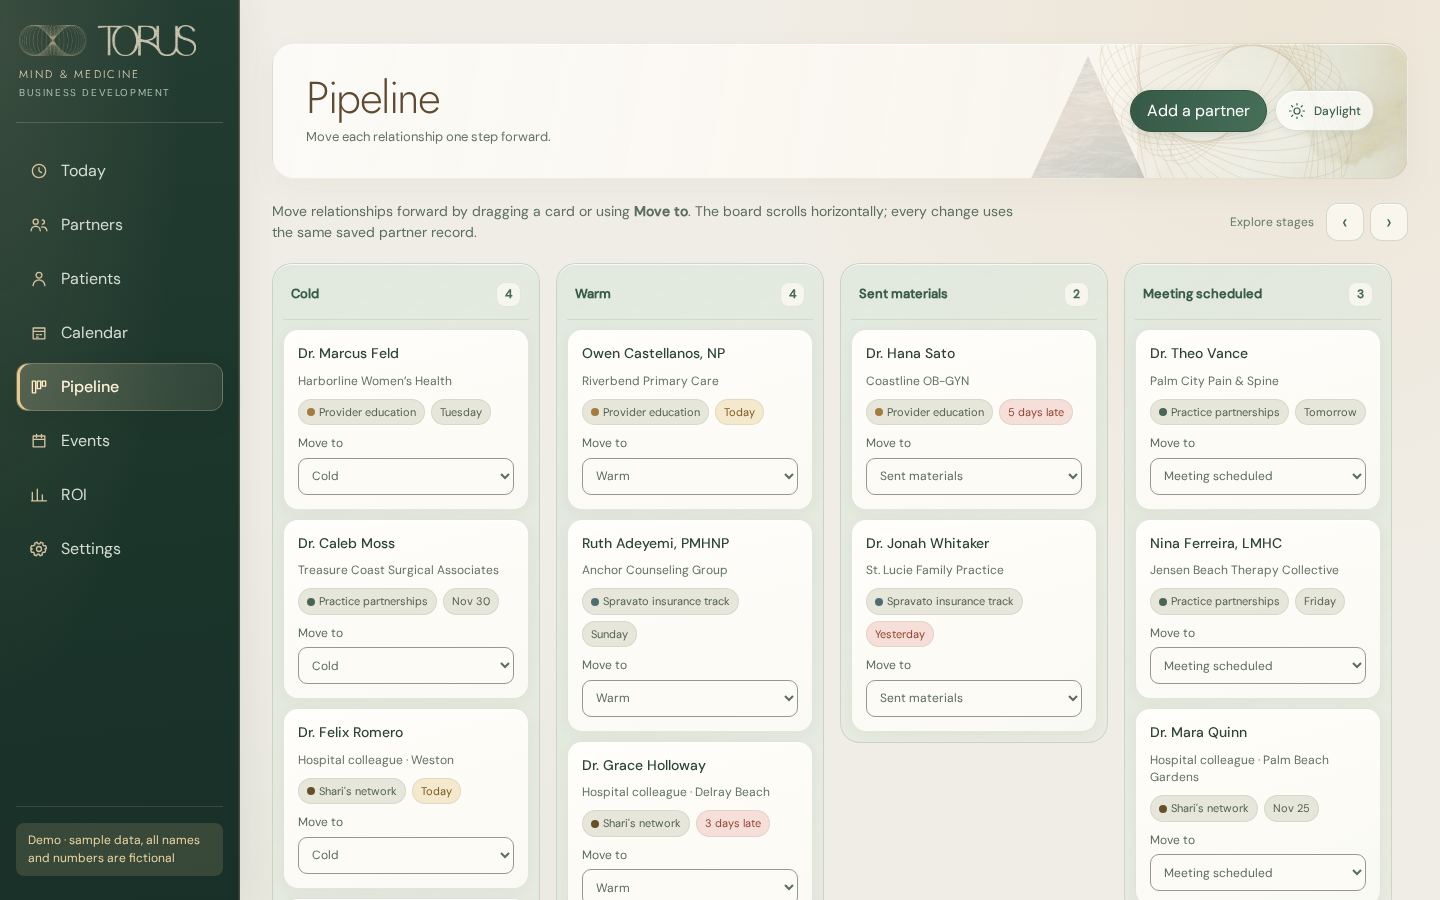 TORUS
MIND & MEDICINE
BUSINESS DEVELOPMENT
Today
Partners
Patients
Calendar
Pipeline
Events
ROI
Settings
Demo · sample data, all names
and numbers are fictional
Pipeline
Move each relationship one step forward.
Add a partner
Daylight
Move relationships forward by dragging a card or using Move to. The board scrolls horizontally; every change uses
the same saved partner record.
Explore stages
‹ ›
Cold 4
Dr. Marcus Feld
Harborline Women’s Health
Provider education Tuesday
Move to
Cold
Dr. Caleb Moss
Treasure Coast Surgical Associates
Practice partnerships Nov 30
Move to
Cold
Dr. Felix Romero
Hospital colleague · Weston
Shari’s network Today
Move to
Cold
Warm 4
Owen Castellanos, NP
Riverbend Primary Care
Provider education Today
Move to
Warm
Ruth Adeyemi, PMHNP
Anchor Counseling Group
Spravato insurance track
Sunday
Move to
Warm
Dr. Grace Holloway
Hospital colleague · Delray Beach
Shari’s network 3 days late
Move to
Warm
Sent materials 2
Dr. Hana Sato
Coastline OB-GYN
Provider education 5 days late
Move to
Sent materials
Dr. Jonah Whitaker
St. Lucie Family Practice
Spravato insurance track
Yesterday
Move to
Sent materials
Meeting scheduled 3
Dr. Theo Vance
Palm City Pain & Spine
Practice partnerships Tomorrow
Move to
Meeting scheduled
Nina Ferreira, LMHC
Jensen Beach Therapy Collective
Practice partnerships Friday
Move to
Meeting scheduled
Dr. Mara Quinn
Hospital colleague · Palm Beach
Gardens
Shari’s network Nov 25
Move to
Meeting scheduled